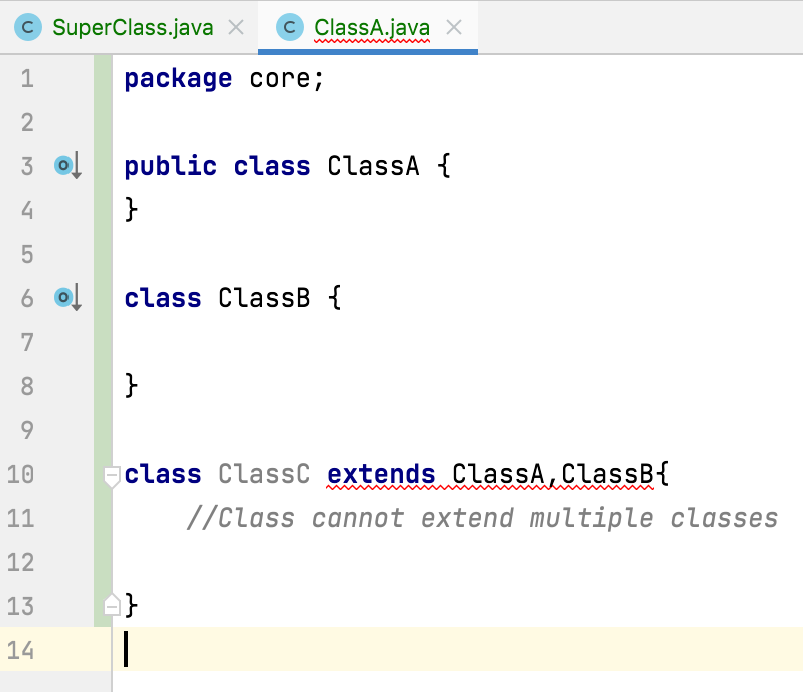 C SuperClass.java × C ClassA.java ×
1 package core;
2
3 public class ClassA {
4 }
5
6 class ClassB {
7
8 }
9
10 class ClassC extends ClassA,ClassB{
11 //Class cannot extend multiple classes
12
13 }
14